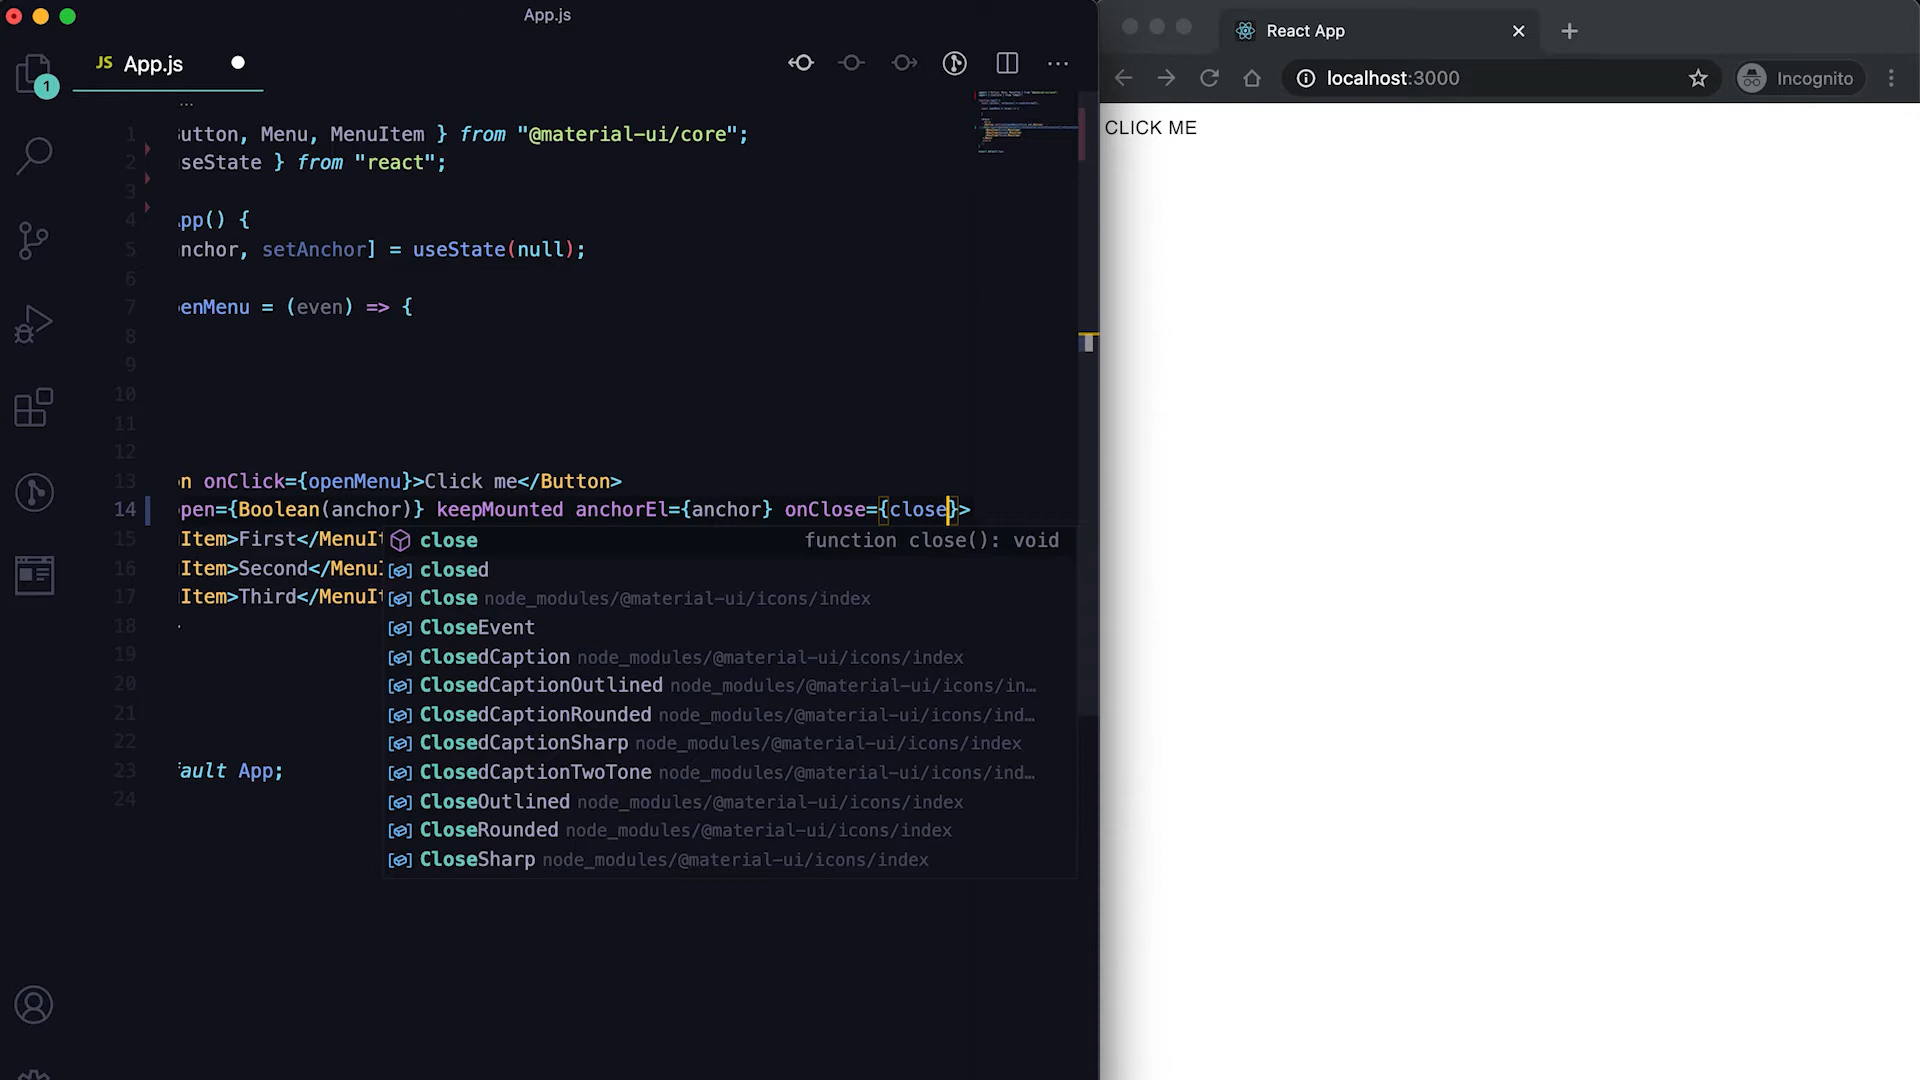 App.js
JS App.js
1
...
1 Button, Menu, MenuItem } from "@material-ui/core";
2 seState } from "react";
3
4 App() {
5 nchor, setAnchor] = useState(null);
6
7 enMenu = (even) => {
8
9
10
11
12
13 n onClick={openMenu}>Click me</Button>
14 pen={Boolean(anchor)} keepMounted anchorEl={anchor} onClose={close}>
15 Item>First</MenuIt
16 Item>Second</MenuI
17 Item>Third</MenuIt
18
19
20
21
22
23 ault App;
24
close function close(): void
closed
Close node_modules/@material-ui/icons/index
CloseEvent
ClosedCaption node_modules/@material-ui/icons/index
ClosedCaptionOutlined node_modules/@material-ui/icons/in…
ClosedCaptionRounded node_modules/@material-ui/icons/ind…
ClosedCaptionSharp node_modules/@material-ui/icons/index
ClosedCaptionTwoTone node_modules/@material-ui/icons/ind…
CloseOutlined node_modules/@material-ui/icons/index
CloseRounded node_modules/@material-ui/icons/index
CloseSharp node_modules/@material-ui/icons/index
React App
localhost:3000
Incognito
CLICK ME